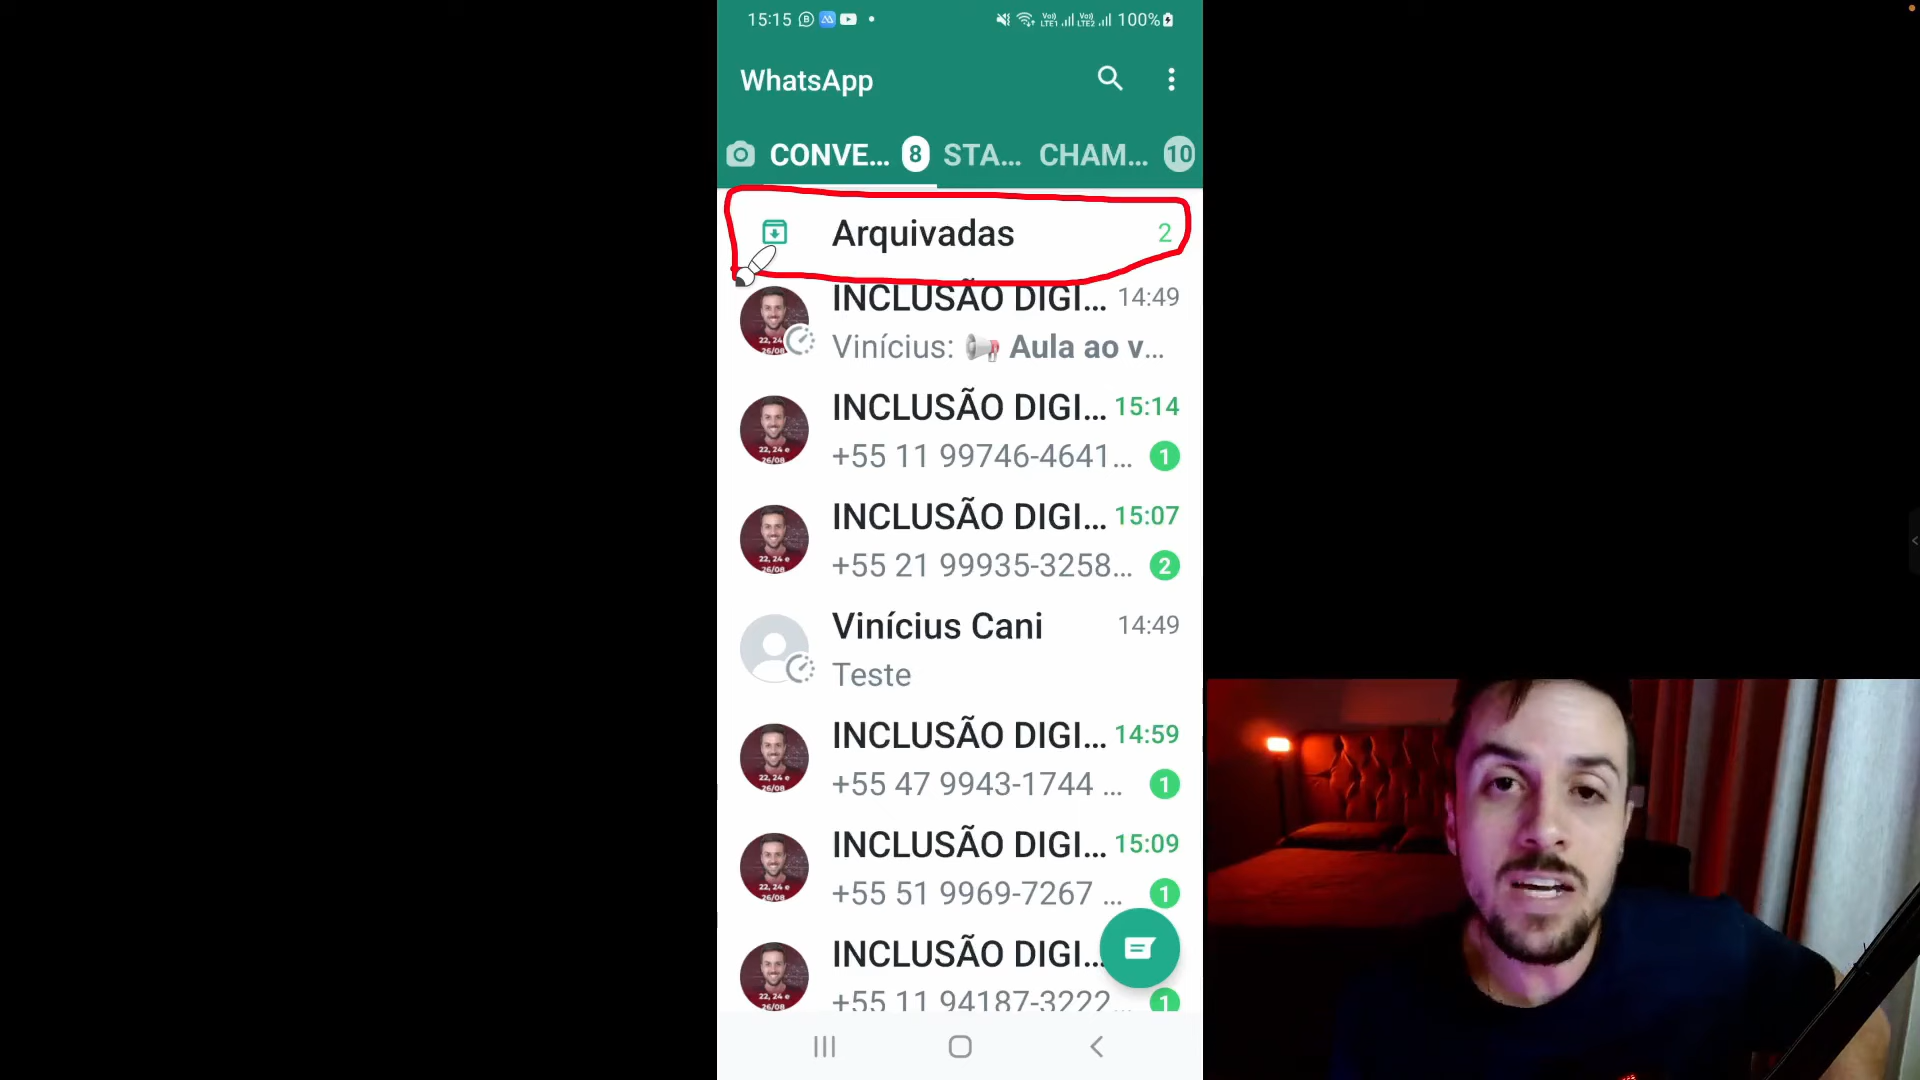 15:15 100%
WhatsApp
CONVE... 8 STA... CHAM... 10
Arquivadas 2
INCLUSÃO DIGI... 14:49
Vinícius: Aula ao v...
INCLUSÃO DIGI... 15:14
+55 11 99746-4641... 1
INCLUSÃO DIGI... 15:07
+55 21 99935-3258... 2
Vinícius Cani 14:49
Teste
INCLUSÃO DIGI... 14:59
+55 47 9943-1744 ... 1
INCLUSÃO DIGI... 15:09
+55 51 9969-7267 ... 1
INCLUSÃO DIGI...
+55 11 94187-3222... 1